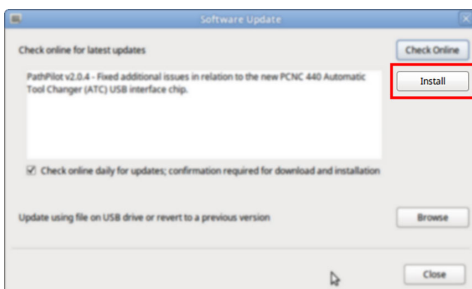 Software Update
Check online for latest updates
Check Online
PathPilot v2.0.4 - Fixed additional issues in relation to the new PCNC 440 Automatic
Tool Changer (ATC) USB interface chip.
Install
Check online daily for updates; confirmation required for download and installation
Update using file on USB drive or revert to a previous version
Browse
Close